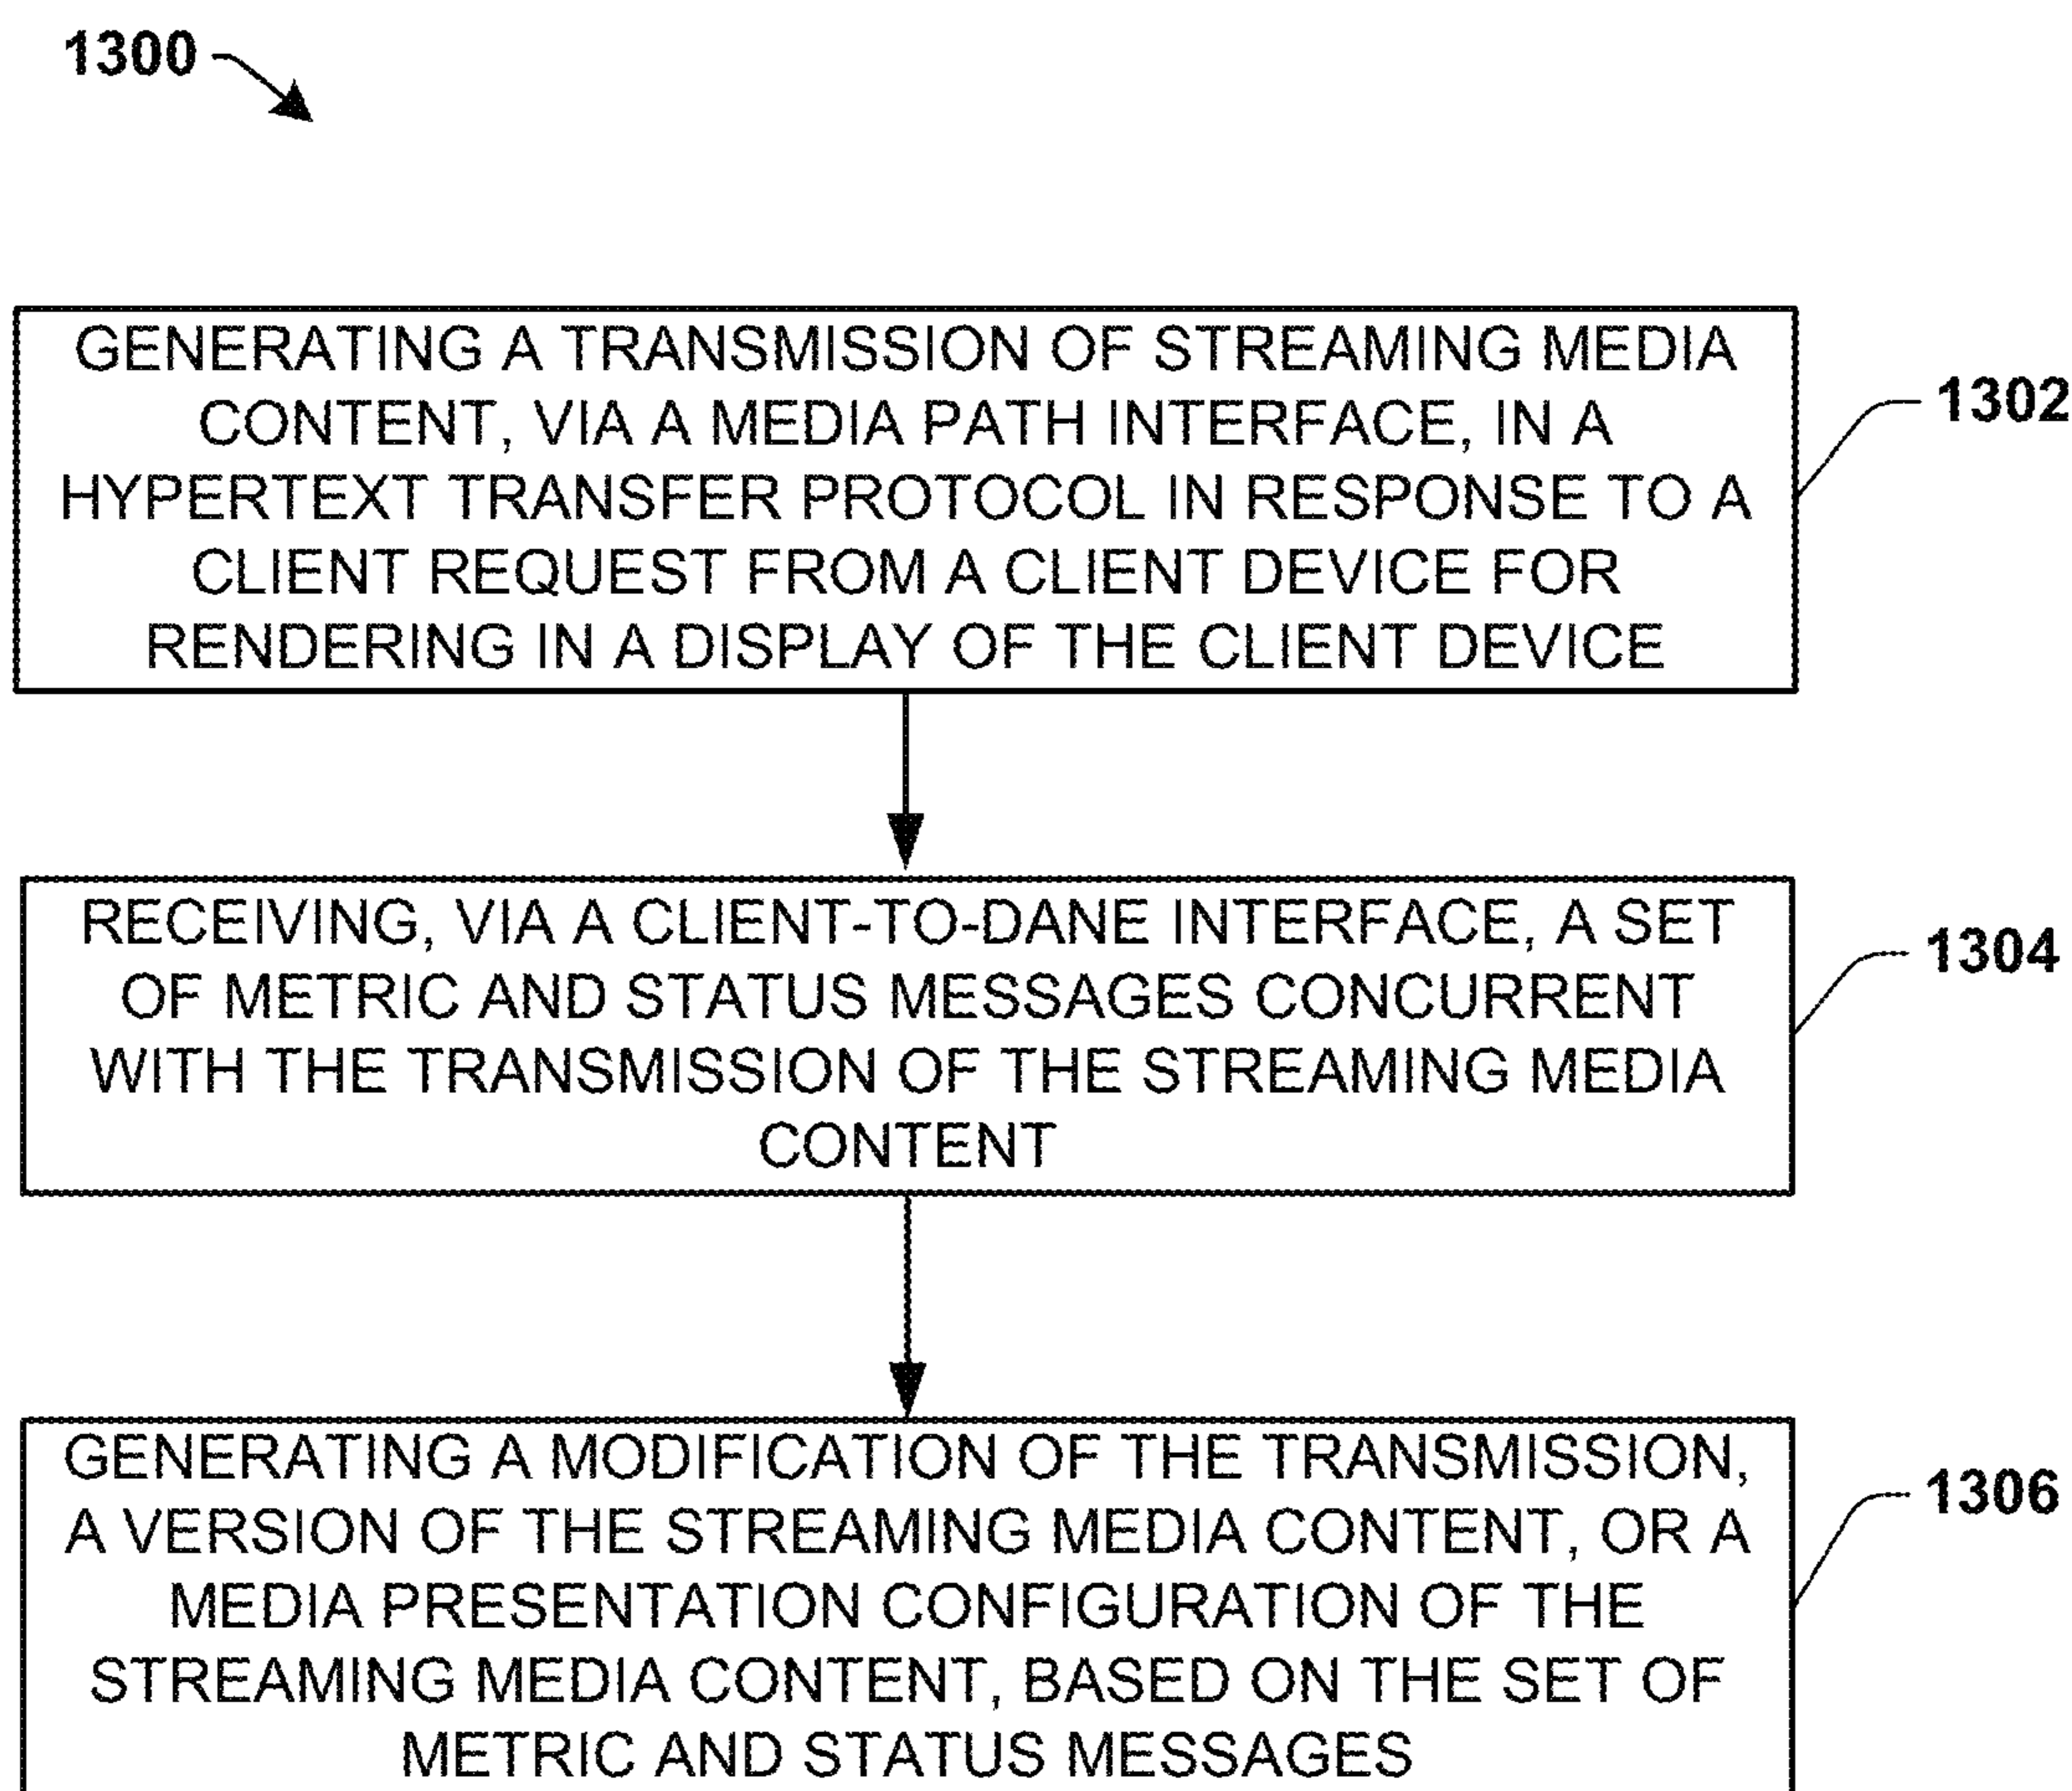 1300
GENERATING A TRANSMISSION OF STREAMING MEDIA
CONTENT, VIA A MEDIA PATH INTERFACE, IN A
HYPERTEXT TRANSFER PROTOCOL IN RESPONSE TO A
CLIENT REQUEST FROM A CLIENT DEVICE FOR
RENDERING IN A DISPLAY OF THE CLIENT DEVICE
1302
RECEIVING, VIA A CLIENT-TO-DANE INTERFACE, A SET
OF METRIC AND STATUS MESSAGES CONCURRENT
WITH THE TRANSMISSION OF THE STREAMING MEDIA
CONTENT
1304
GENERATING A MODIFICATION OF THE TRANSMISSION,
A VERSION OF THE STREAMING MEDIA CONTENT, OR A
MEDIA PRESENTATION CONFIGURATION OF THE
STREAMING MEDIA CONTENT, BASED ON THE SET OF
METRIC AND STATUS MESSAGES
1306